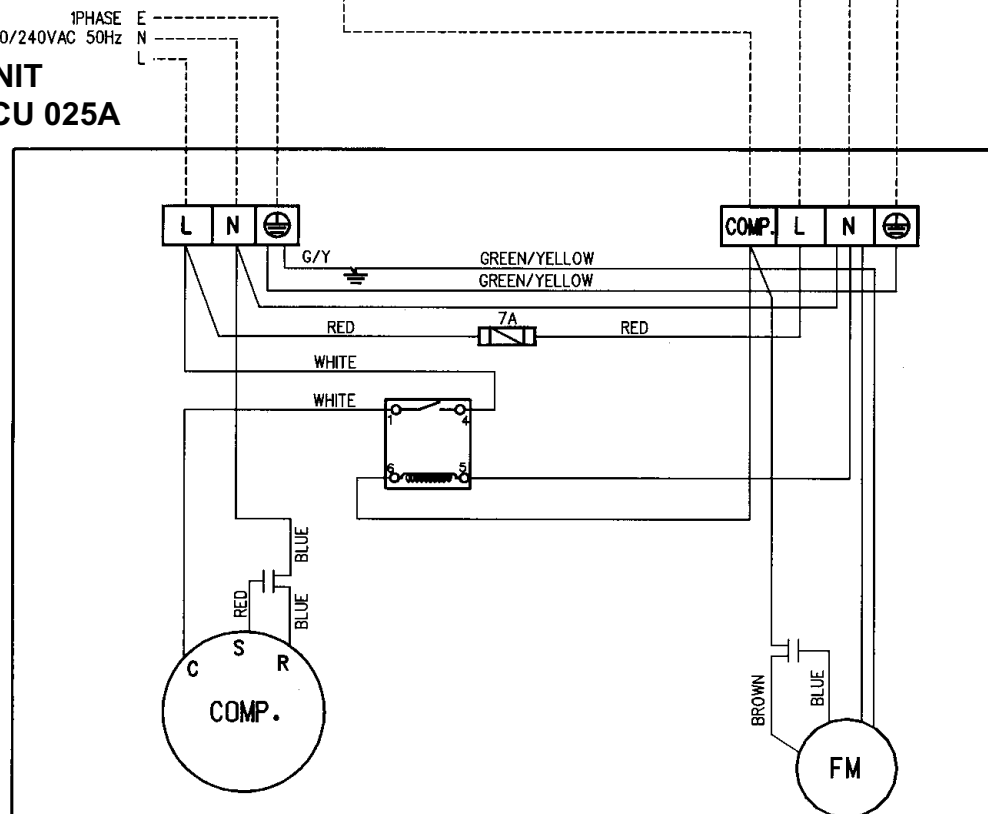 1PHASE E
0/240VAC 50Hz N
L
NIT
CU 025A
L N
COMP. L N
G/Y
GREEN/YELLOW
GREEN/YELLOW
7A
RED
RED
WHITE
WHITE
1
4
6
5
BLUE
RED
BLUE
C
S
R
COMP.
BROWN
BLUE
FM